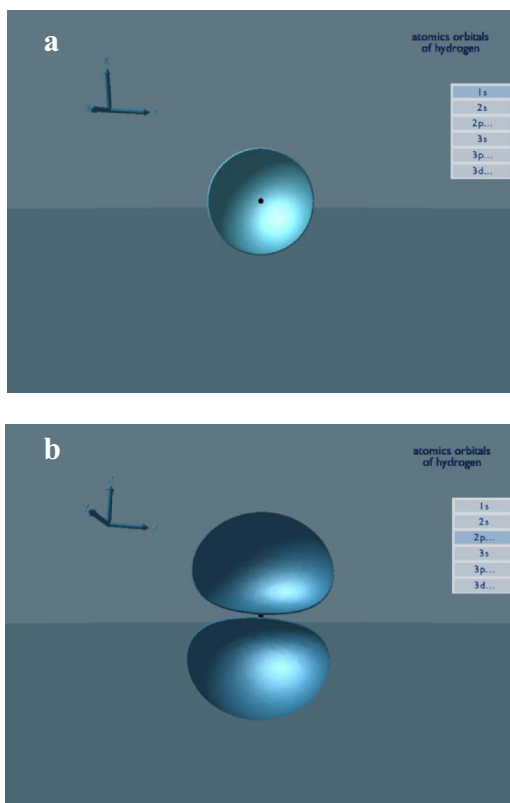 a
atomics orbitals
of hydrogen
1s
2s
2p...
3s
3p...
3d...
b
atomics orbitals
of hydrogen
1s
2s
2p...
3s
3p...
3d...